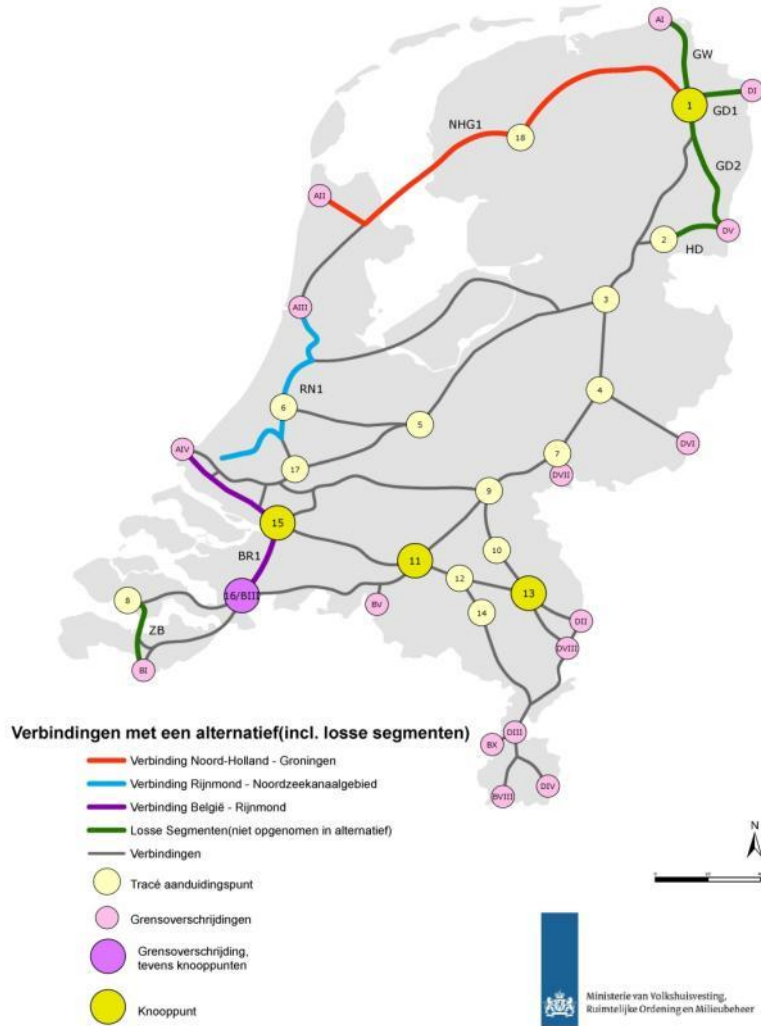 AI
GW
DI
1
GD1
NHG1
18
GD2
AII
DV
2
HD
AIII
3
RN1
4
6
5
AIV
7
DVI
17
DVII
9
15
10
BR1
11
12
13
16/BIII
8
BV
14
DII
ZB
DVIII
BI
DIII
BX
DIV
BVIII
Verbindingen met een alternatief(incl. losse segmenten)
Verbinding Noord-Holland - Groningen
Verbinding Rijnmond - Noordzeekanaalgebied
Verbinding België - Rijnmond
Losse Segmenten(niet opgenomen in alternatief)
Verbindingen
Tracé aanduidingspunt
Grensoverschrijdingen
Grensoverschrijding,
tevens knooppunten
Knooppunt
N
Ministerie van Volkshuisvesting,
Ruimtelijke Ordening en Milieubeheer